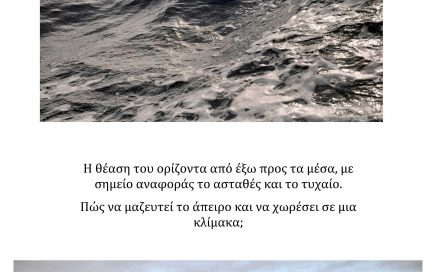 Η θέαση του ορίζοντα από έξω προς τα μέσα, με
σημείο αναφοράς το ασταθές και το τυχαίο.
Πώς να μαζευτεί το άπειρο και να χωρέσει σε μια
κλίμακα;